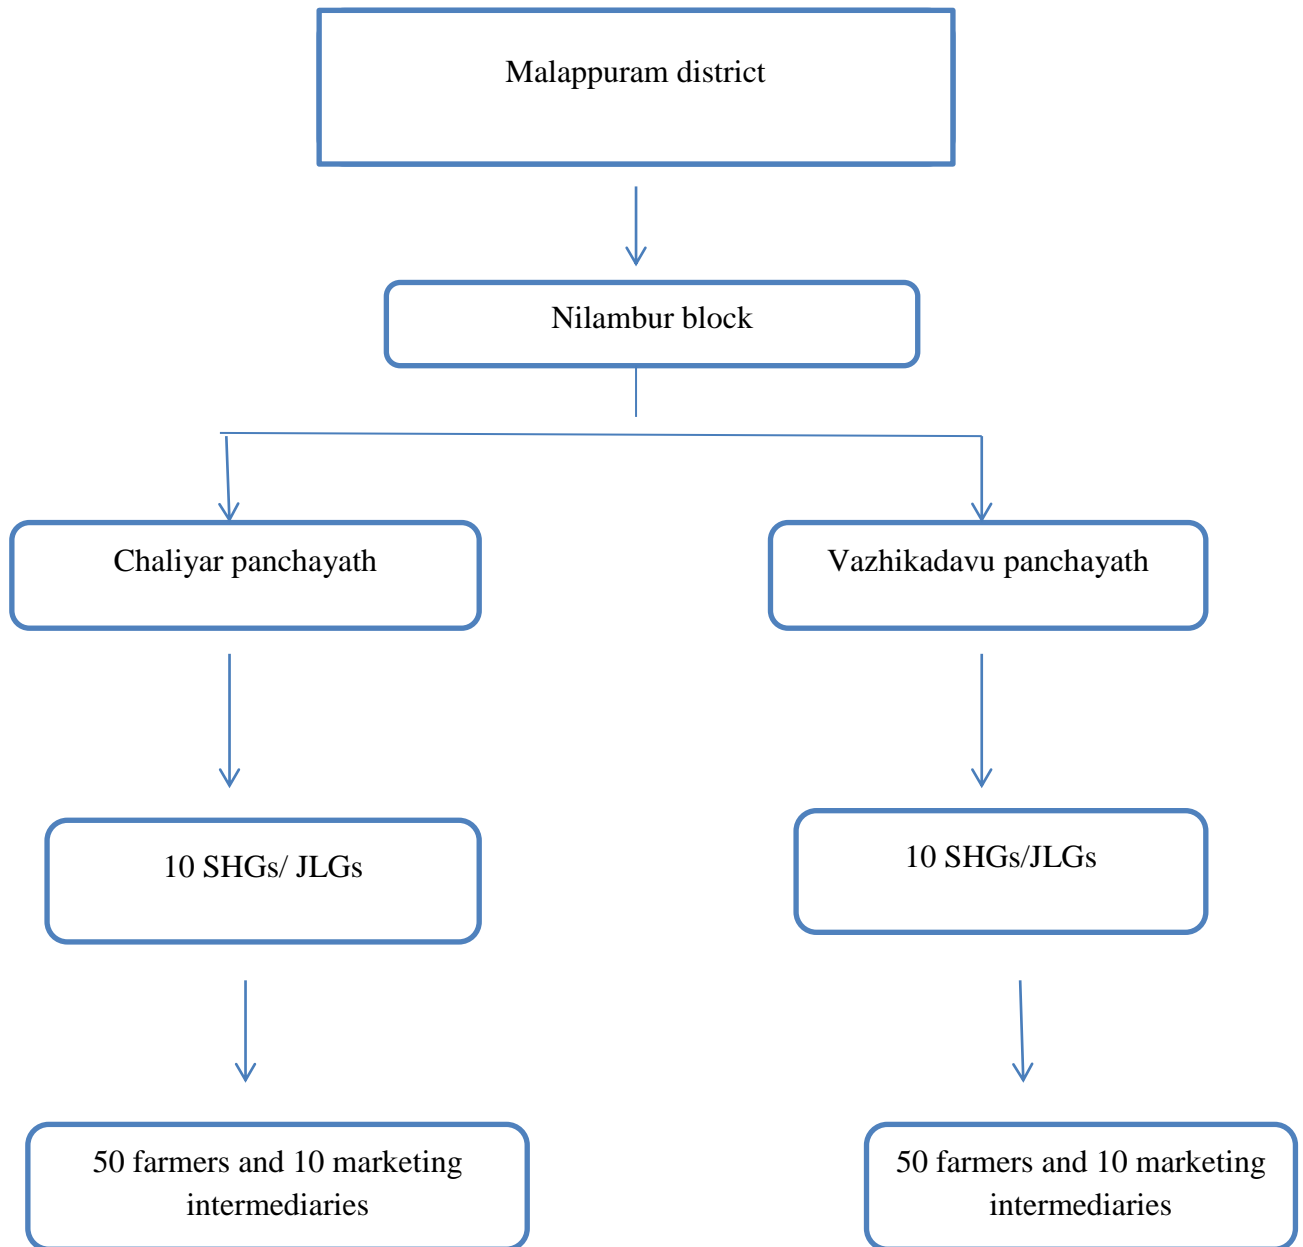 Malappuram district
Nilambur block
Chaliyar panchayath
Vazhikadavu panchayath
10 SHGs/ JLGs
10 SHGs/JLGs
50 farmers and 10 marketing
intermediaries
50 farmers and 10 marketing
intermediaries